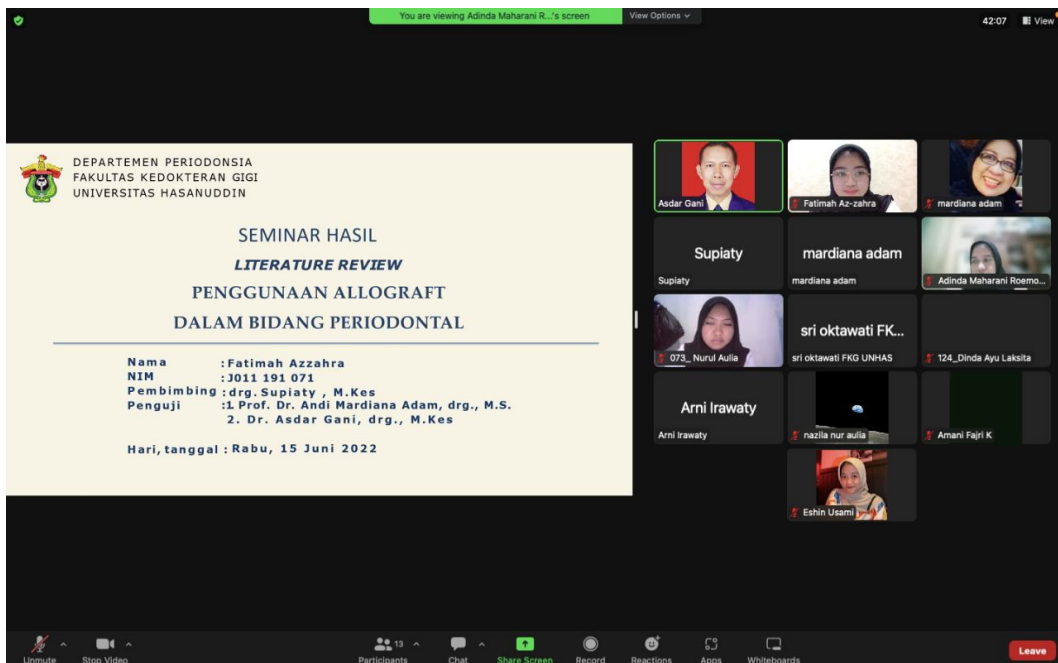 You are viewing Adinda Maharani R...'s screen
View Options
42:07
View
DEPARTEMEN PERIODONSIA
FAKULTAS KEDOKTERAN GIGI
UNIVERSITAS HASANUDDIN
SEMINAR HASIL
LITERATURE REVIEW
PENGGUNAAN ALLOGRAFT
DALAM BIDANG PERIODONTAL
Nama : Fatimah Azzahra
NIM : J011 191 071
Pembimbing : drg. Supiaty , M.Kes
Penguji : 1. Prof. Dr. Andi Mardiana Adam, drg., M.S.
2. Dr. Asdar Gani, drg., M.Kes
Hari, tanggal : Rabu, 15 Juni 2022
Asdar Gani
Fatimah Az-zahra
mardiana adam
Supiaty
Supiaty
mardiana adam
mardiana adam
Adinda Maharani Roemo...
073_ Nurul Aulia
sri oktawati FK...
sri oktawati FKG UNHAS
124_Dinda Ayu Laksita
Arni Irawaty
Arni Irawaty
nazila nur aulia
Amani Fajri K
Eshin Usami
Unmute
Stop Video
13
Participants
Chat
Share Screen
Record
Reactions
Apps
Whiteboards
Leave